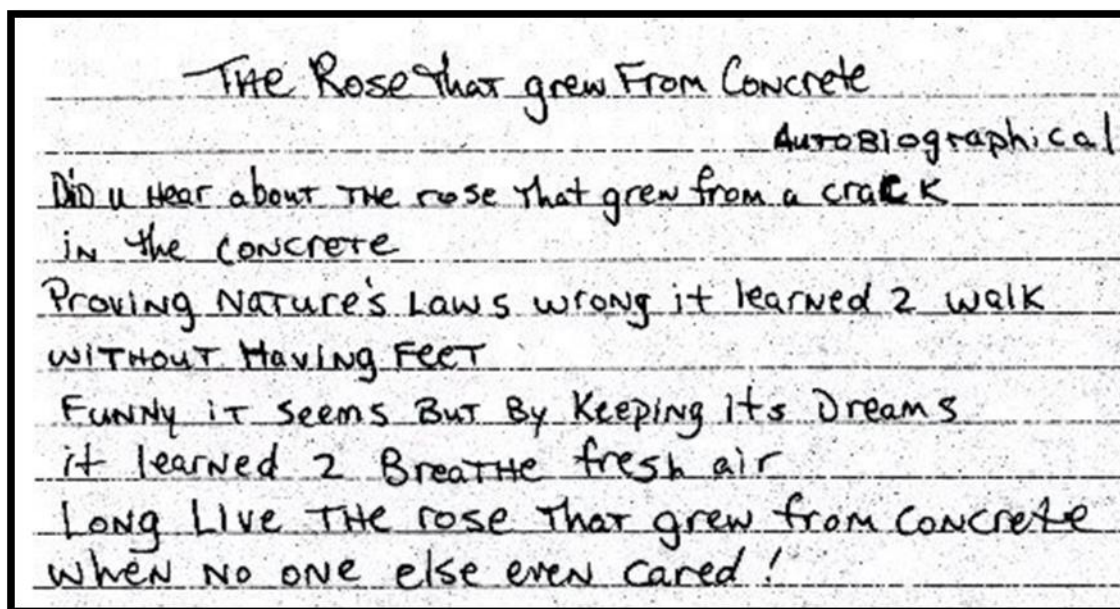 The Rose that grew From Concrete
Autobiographical
Did u Hear about The rose that grew from a crack
in the concrete
Proving Nature's Laws wrong it learned 2 walk
without Having Feet
Funny it seems But By Keeping its Dreams
it learned 2 Breathe fresh air
Long Live The rose that grew from concrete
when no one else even cared!